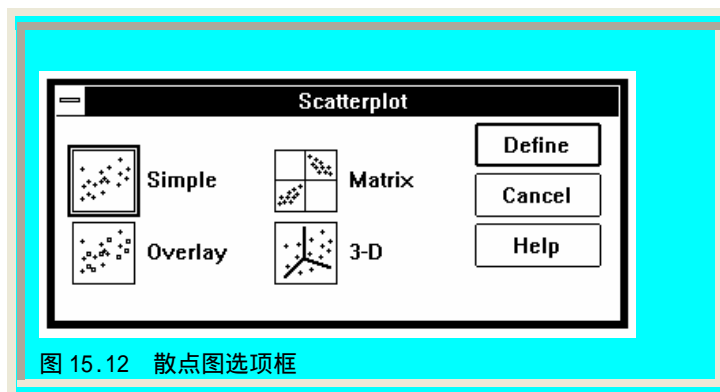 Scatterplot
Simple
Matrix
Define
Cancel
Overlay
3-D
Help
图 15.12 散点图选项框